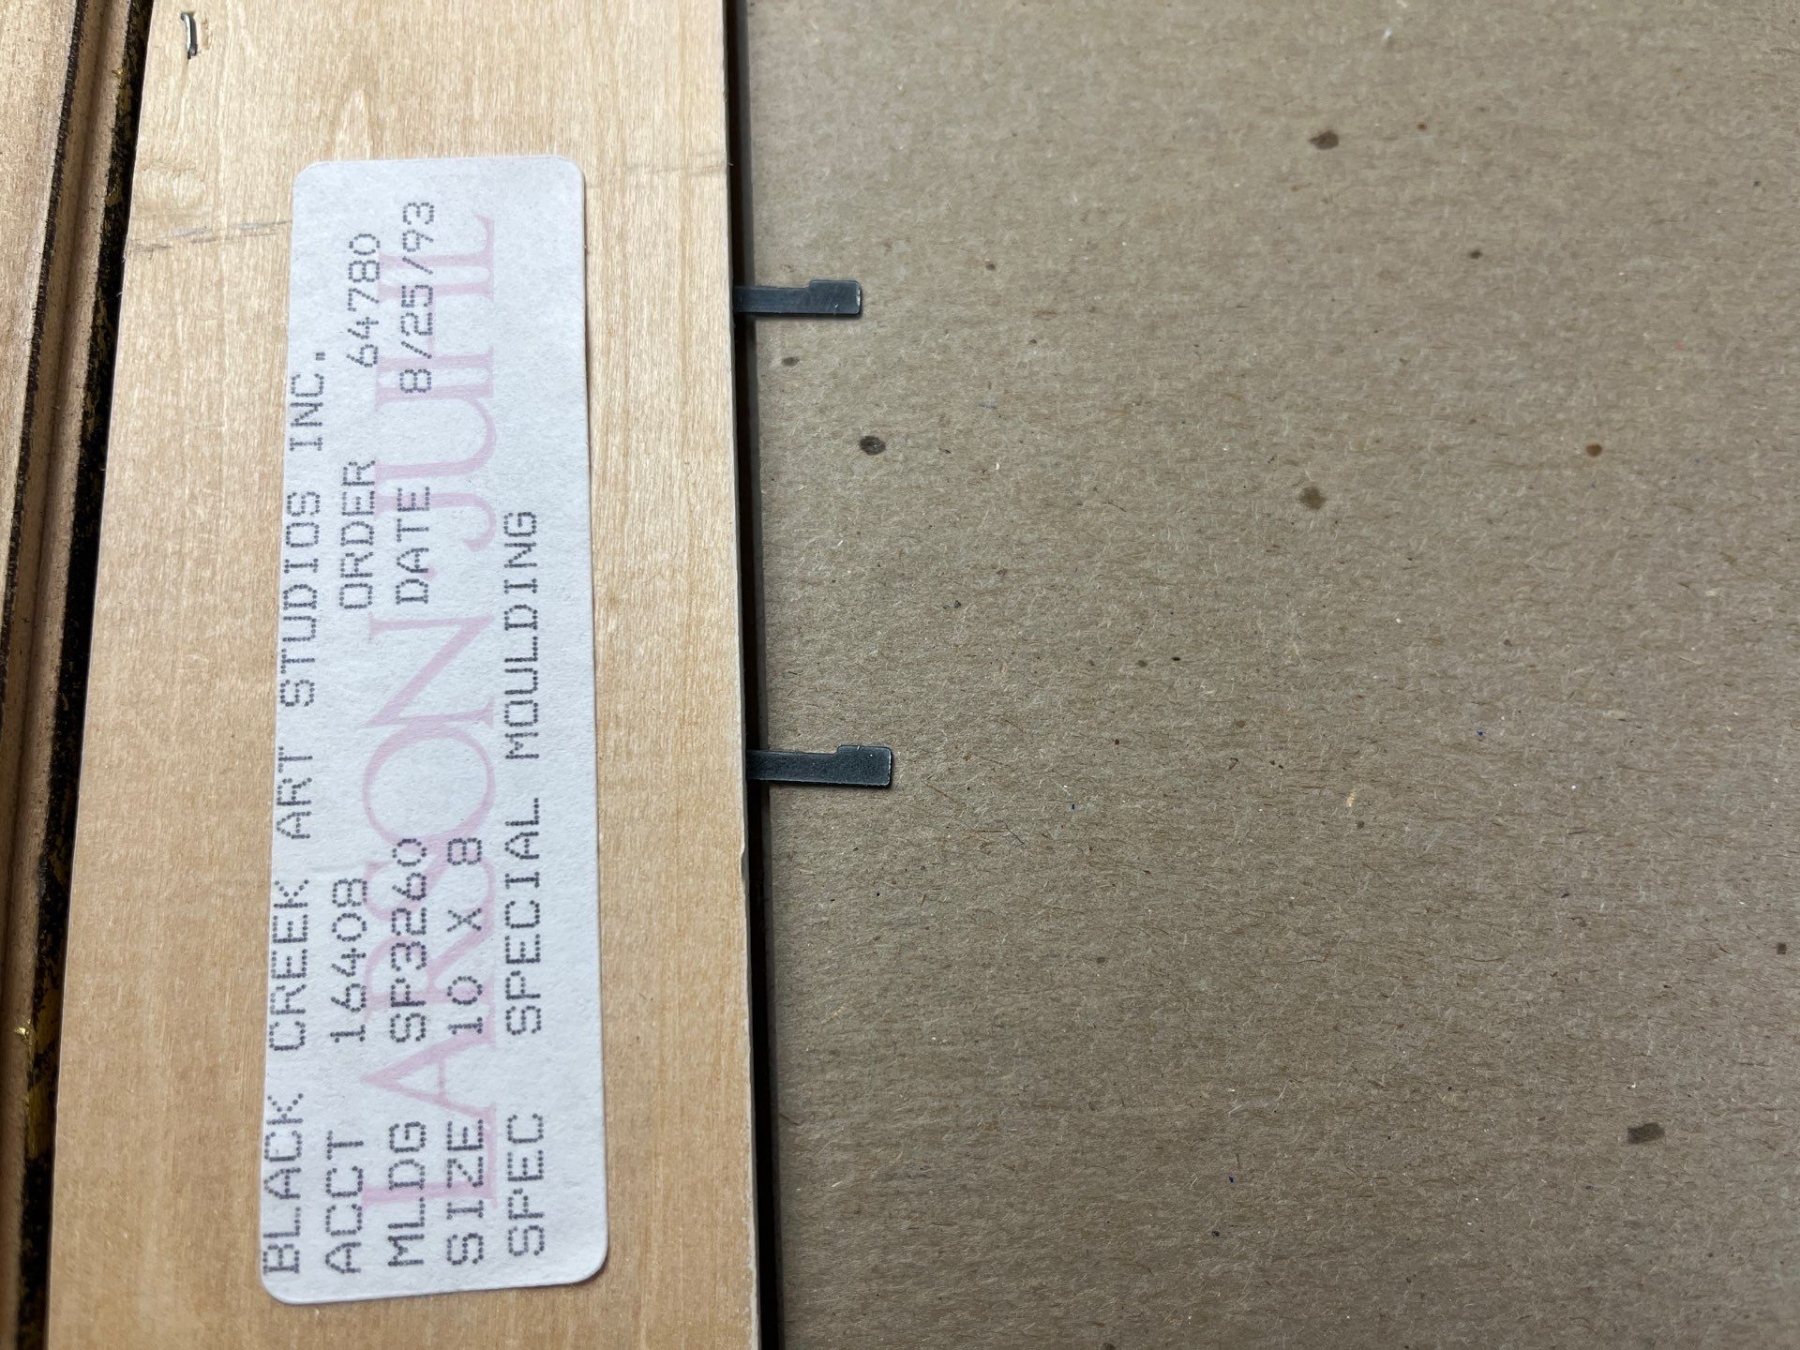 BLACK CREEK ART STUDIOS INC.
ACCT 16408 ORDER 64780
MLDG SP3260 DATE 8/25/93
SIZE 10 X 8
SPEC SPECIAL MOULDING
LARSON·JUHL